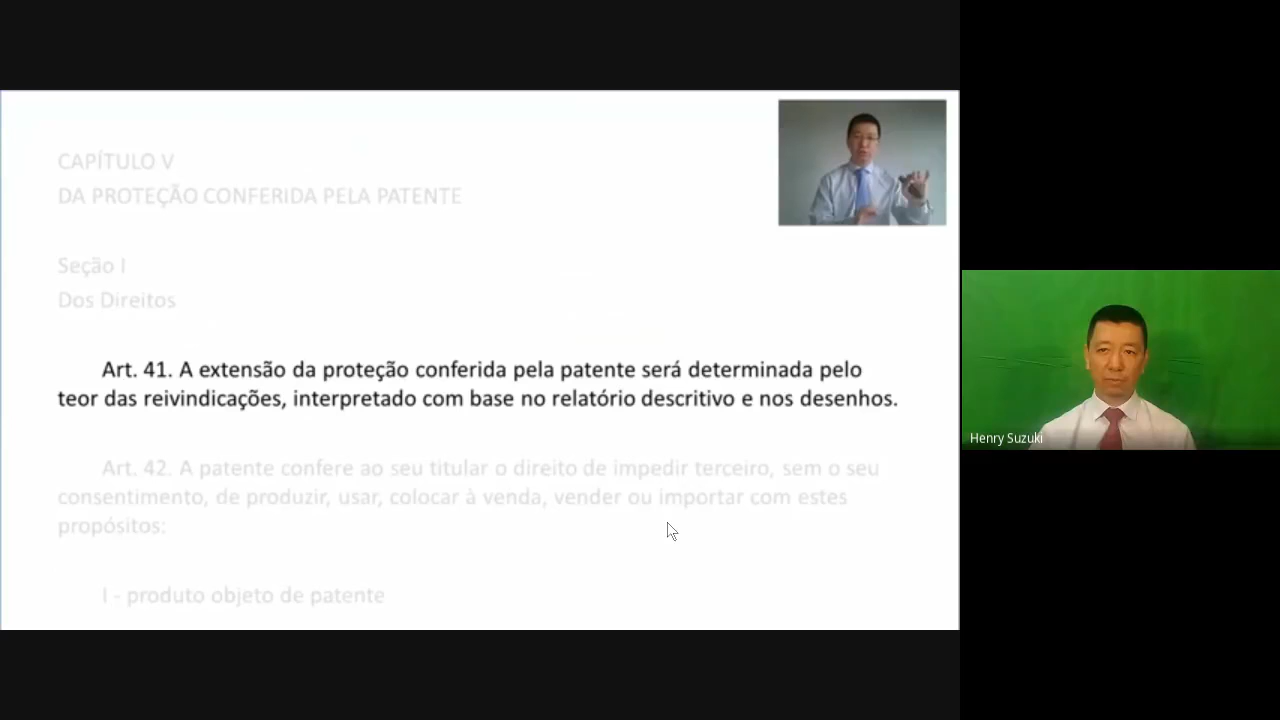 CAPÍTULO V
DA PROTEÇÃO CONFERIDA PELA PATENTE
Seção I
Dos Direitos
Art. 41. A extensão da proteção conferida pela patente será determinada pelo
teor das reivindicações, interpretado com base no relatório descritivo e nos desenhos.
Art. 42. A patente confere ao seu titular o direito de impedir terceiro, sem o seu
consentimento, de produzir, usar, colocar à venda, vender ou importar com estes
propósitos:
I - produto objeto de patente
Henry Suzuki